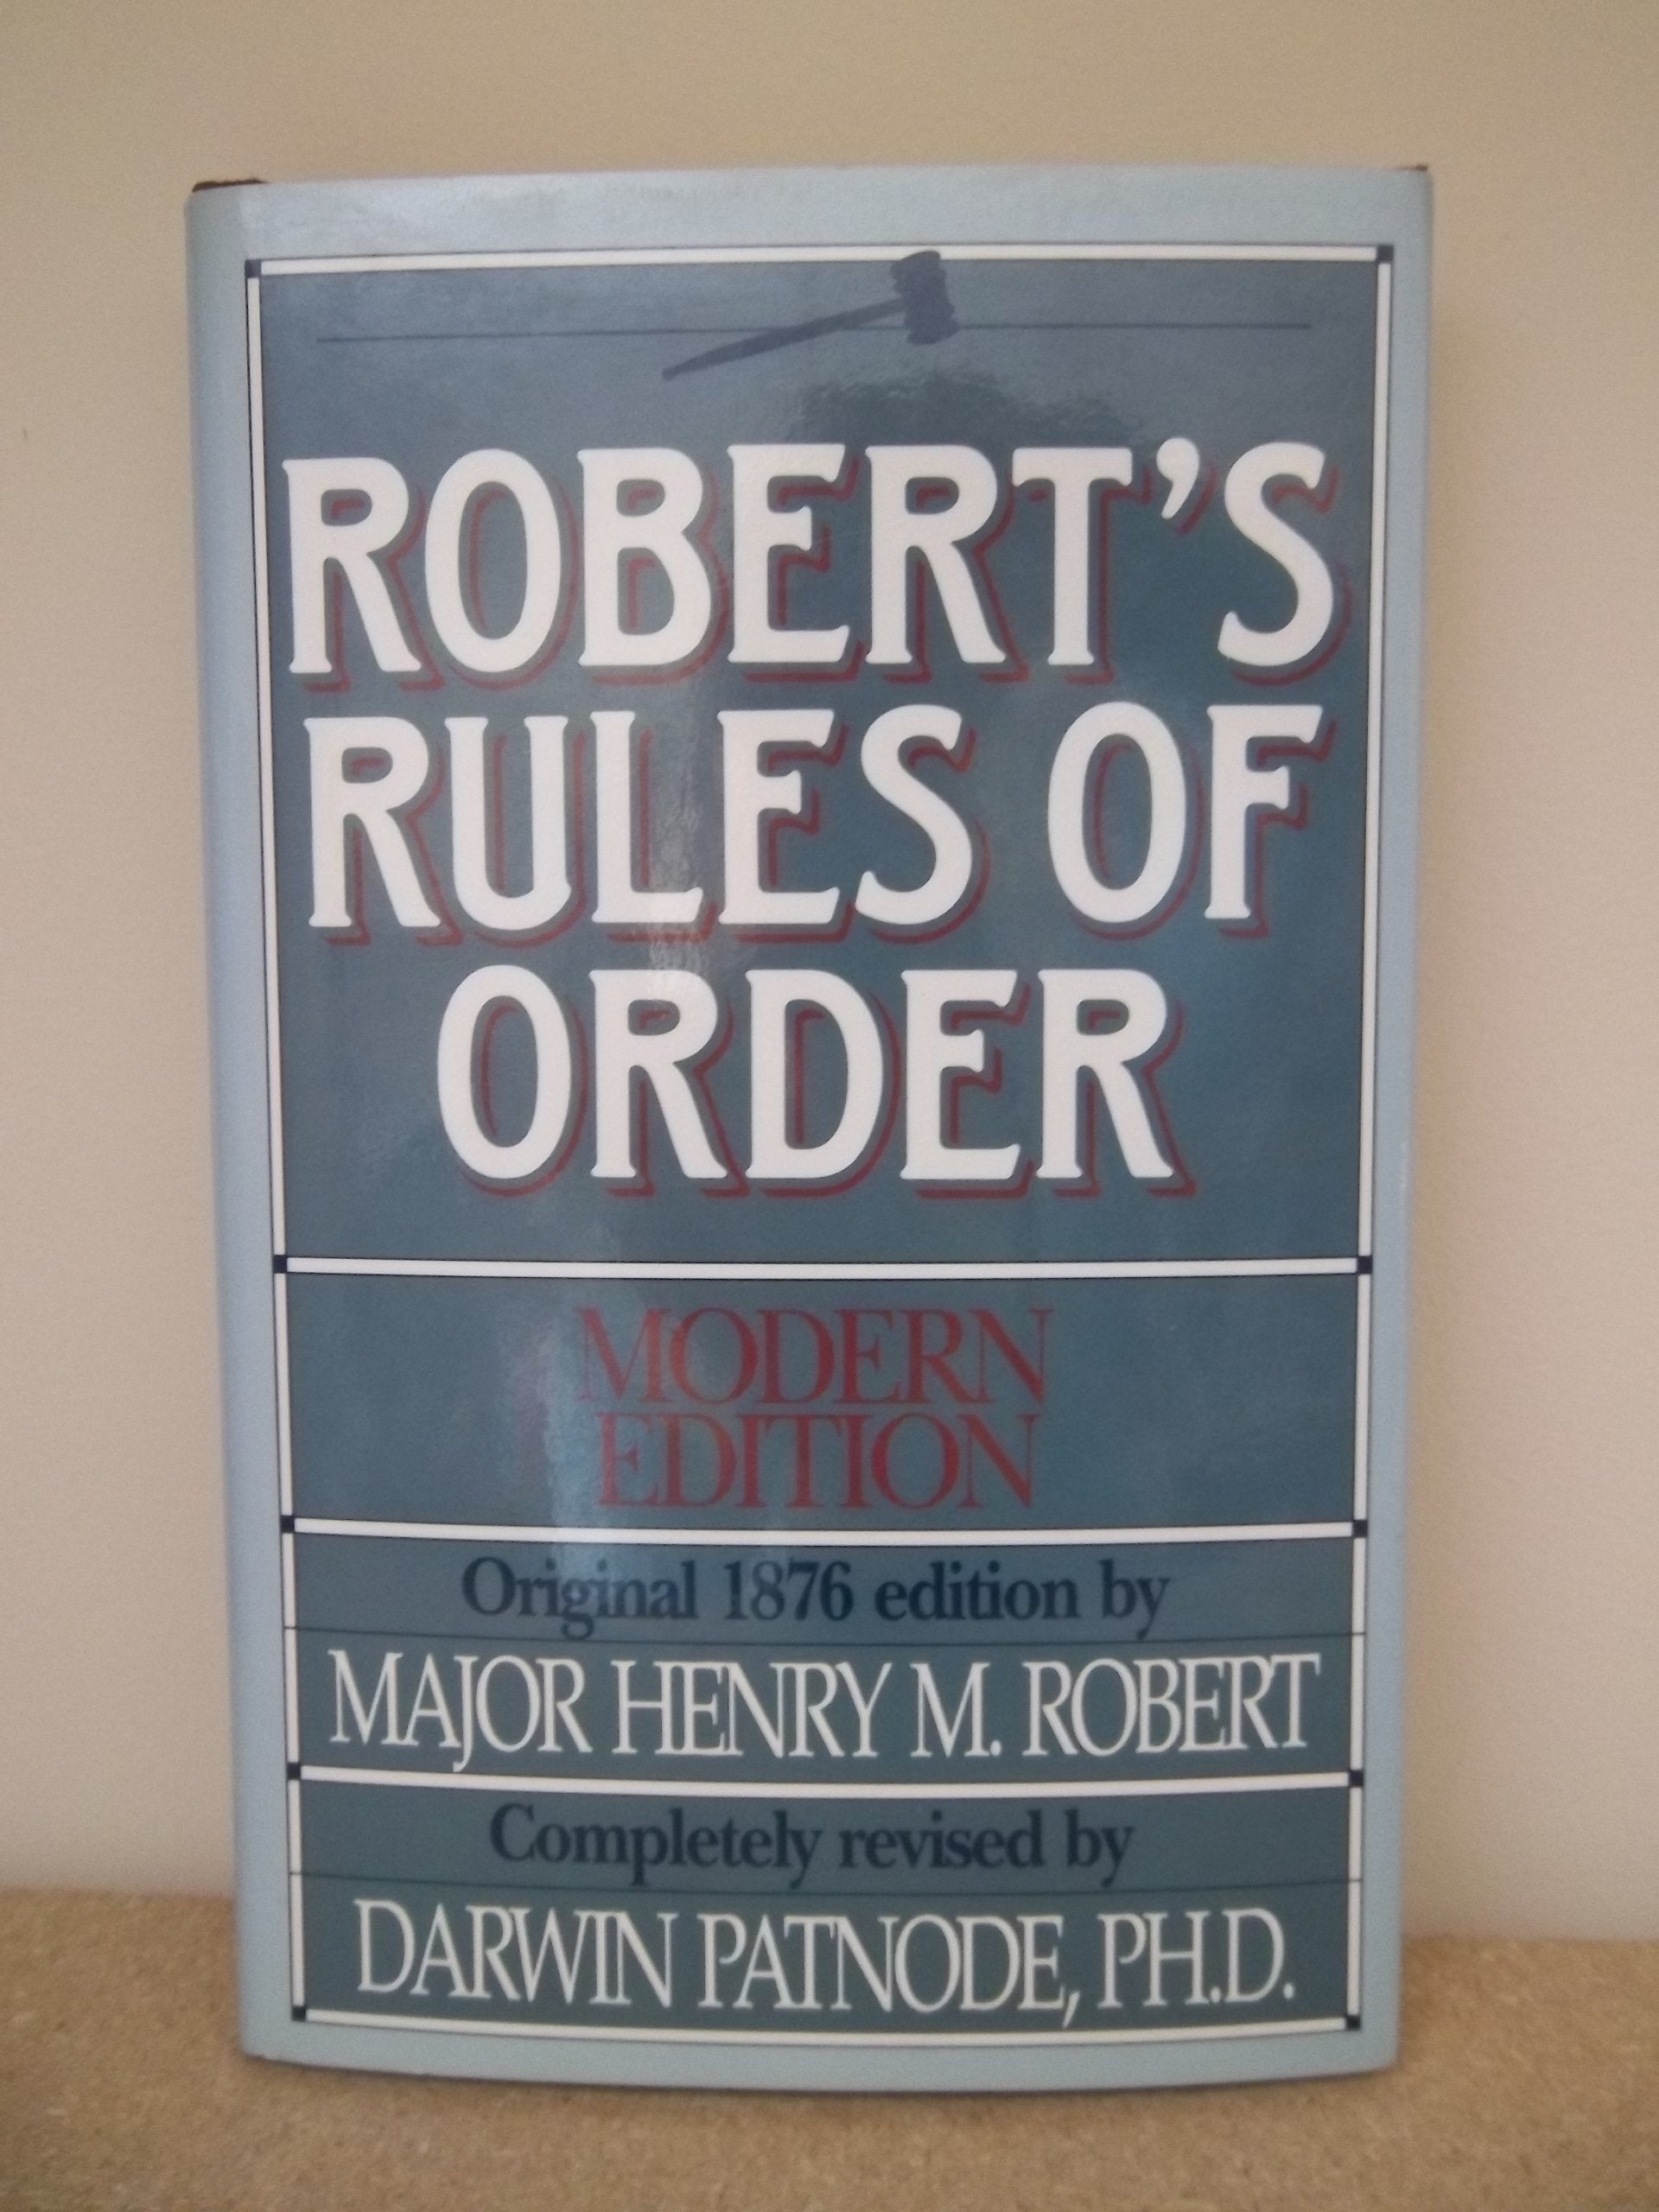 ROBERT'S
RULES OF
ORDER
MODERN
EDITION
Original 1876 edition by
MAJOR HENRY M. ROBERT
Completely revised by
DARWIN PATNODE, PH.D.